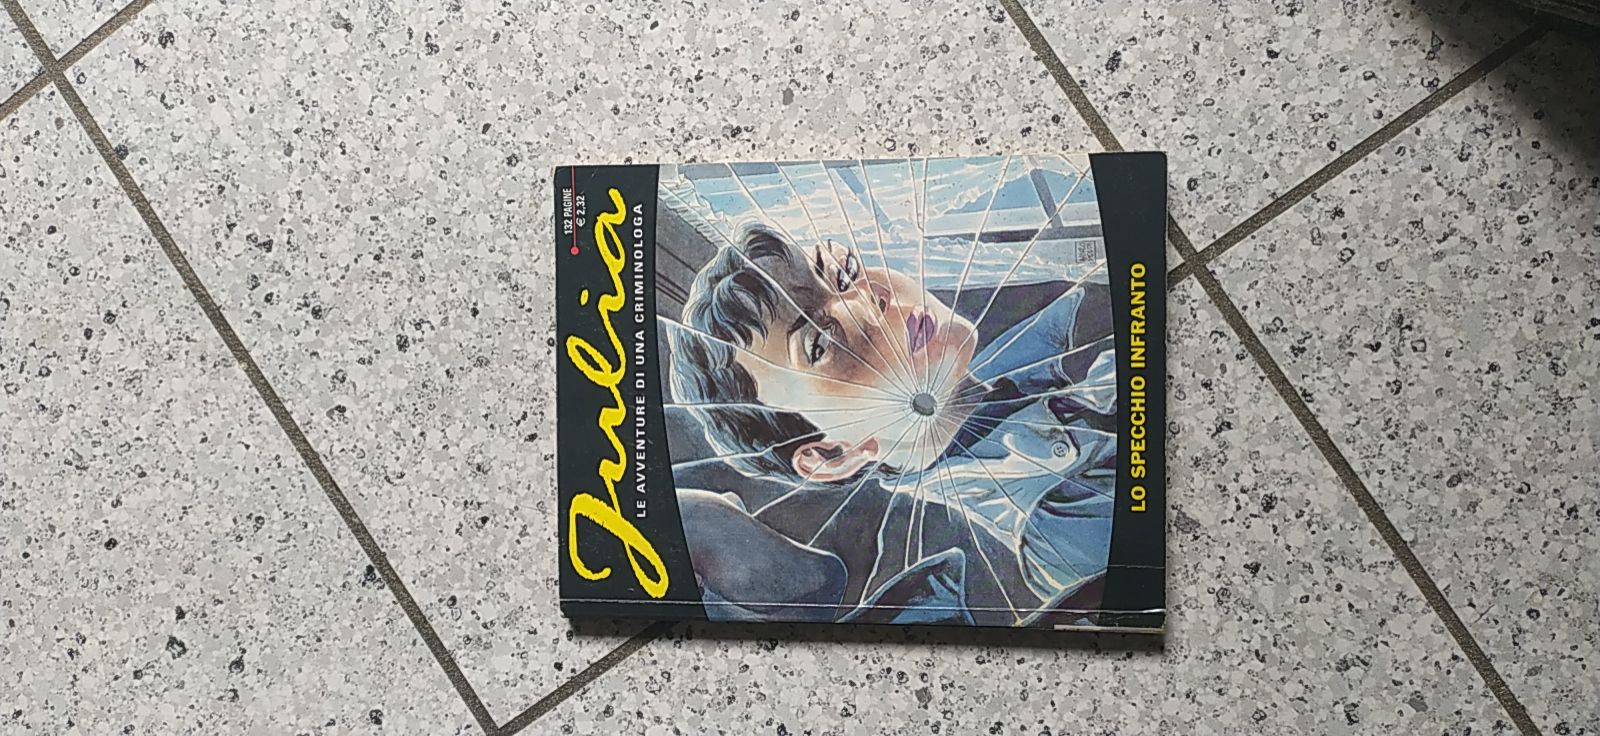 132 PAGINE
€ 2,32
Julia
LE AVVENTURE DI UNA CRIMINOLOGA
LO SPECCHIO INFRANTO